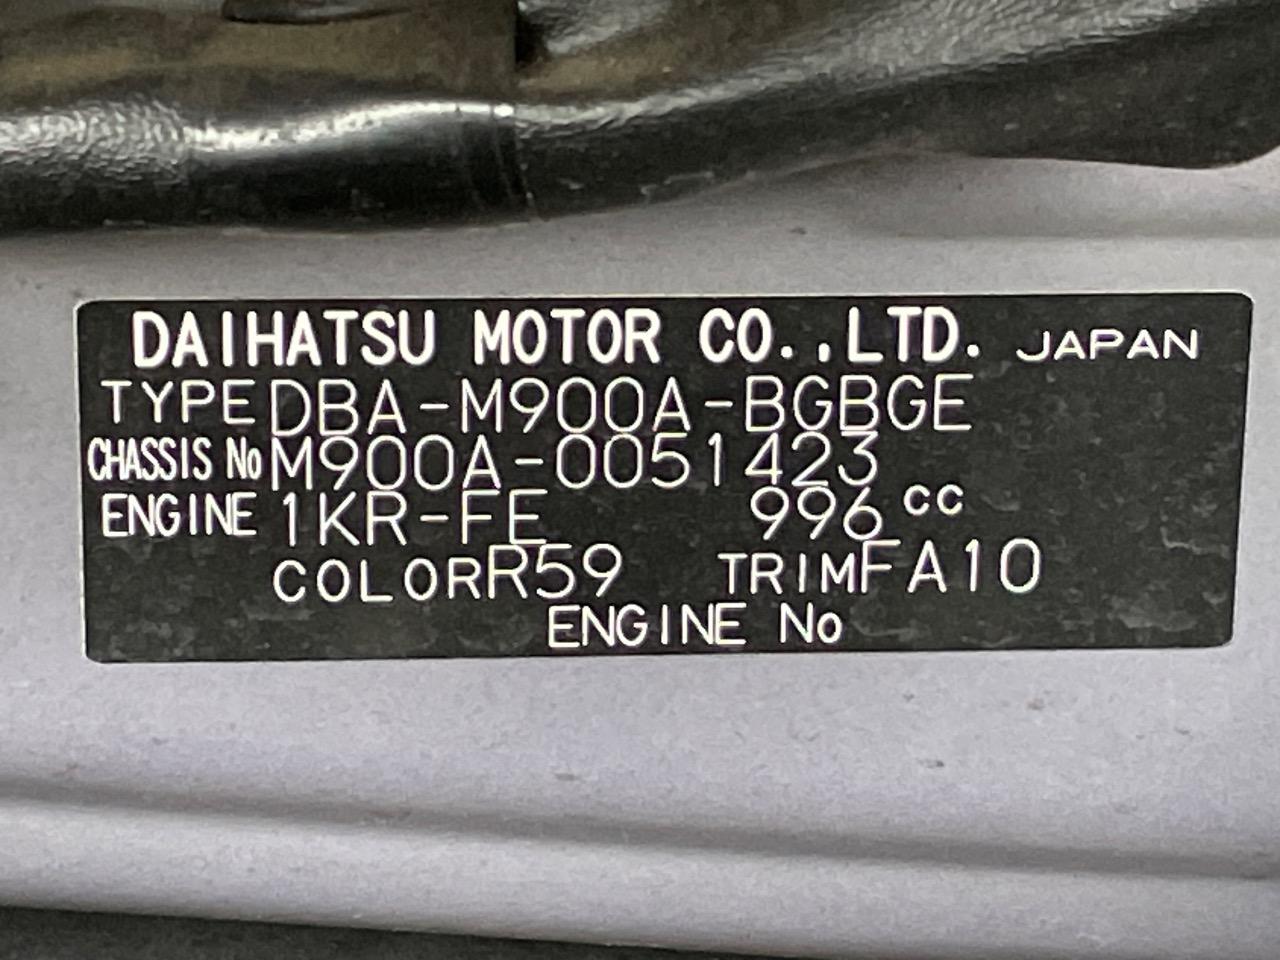 DAIHATSU MOTOR CO.,LTD. JAPAN
TYPE DBA-M900A-BGBGE
CHASSIS No M900A-0051423
ENGINE 1KR-FE 996 cc
COLOR R59 TRIM FA10
ENGINE No